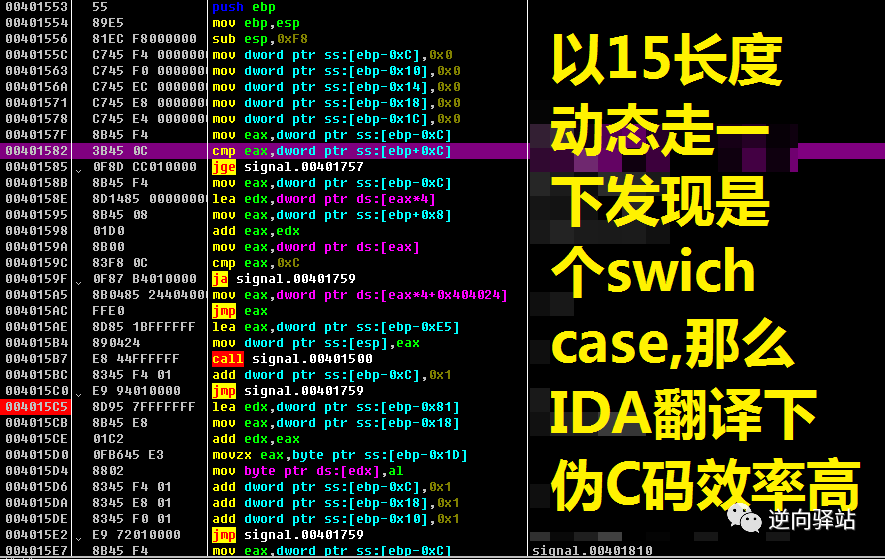 00401553 55 push ebp
00401554 89E5 mov ebp,esp
00401556 81EC F8000000 sub esp,0xF8
0040155C C745 F4 0000000 mov dword ptr ss:[ebp-0xC],0x0
00401563 C745 F0 0000000 mov dword ptr ss:[ebp-0x10],0x0
0040156A C745 EC 0000000 mov dword ptr ss:[ebp-0x14],0x0
00401571 C745 E8 0000000 mov dword ptr ss:[ebp-0x18],0x0
00401578 C745 E4 0000000 mov dword ptr ss:[ebp-0x1C],0x0
0040157F 8B45 F4 mov eax,dword ptr ss:[ebp-0xC]
00401582 3B45 0C cmp eax,dword ptr ss:[ebp+0xC]
00401585 0F8D CC010000 jge signal.00401757
0040158B 8B45 F4 mov eax,dword ptr ss:[ebp-0xC]
0040158E 8D1485 0000000 lea edx,dword ptr ds:[eax*4]
00401595 8B45 08 mov eax,dword ptr ss:[ebp+0x8]
00401598 01D0 add eax,edx
0040159A 8B00 mov eax,dword ptr ds:[eax]
0040159C 83F8 0C cmp eax,0xC
0040159F 0F87 B4010000 ja signal.00401759
004015A5 8B0485 2440400 mov eax,dword ptr ds:[eax*4+0x404024]
004015AC FFE0 jmp eax
004015AE 8D85 1BFFFFFF lea eax,dword ptr ss:[ebp-0xE5]
004015B4 890424 mov dword ptr ss:[esp],eax
004015B7 E8 44FFFFFF call signal.00401500
004015BC 8345 F4 01 add dword ptr ss:[ebp-0xC],0x1
004015C0 E9 94010000 jmp signal.00401759
004015C5 8D95 7FFFFFFF lea edx,dword ptr ss:[ebp-0x81]
004015CB 8B45 E8 mov eax,dword ptr ss:[ebp-0x18]
004015CE 01C2 add edx,eax
004015D0 0FB645 E3 movzx eax,byte ptr ss:[ebp-0x1D]
004015D4 8802 mov byte ptr ds:[edx],al
004015D6 8345 F4 01 add dword ptr ss:[ebp-0xC],0x1
004015DA 8345 E8 01 add dword ptr ss:[ebp-0x18],0x1
004015DE 8345 F0 01 add dword ptr ss:[ebp-0x10],0x1
004015E2 E9 72010000 jmp signal.00401759
004015E7 8B45 F4 mov eax,dword ptr ss:[ebp-0xC]
以15长度
动态走一
下发现是
个swich
case,那么
IDA翻译下
伪C码效率高
逆向驿站
signal.00401810